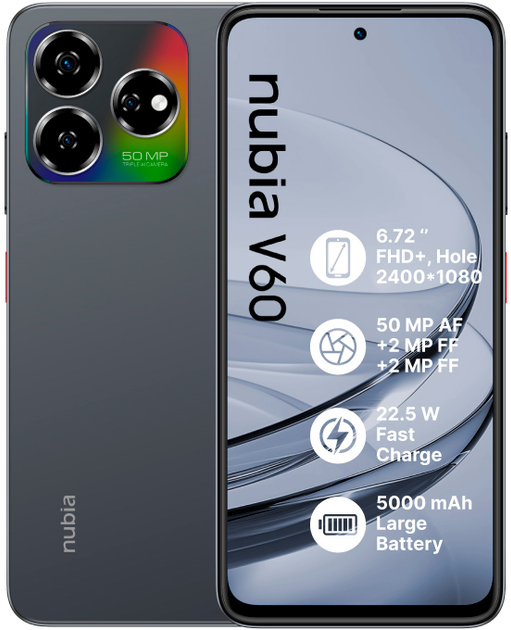 50 MP
TRIPLE AI CAMERA
nubia
nubia V60
6.72 ‘’
FHD+, Hole
2400*1080
50 MP AF
+2 MP FF
+2 MP FF
22.5 W
Fast
Charge
5000 mAh
Large
Battery